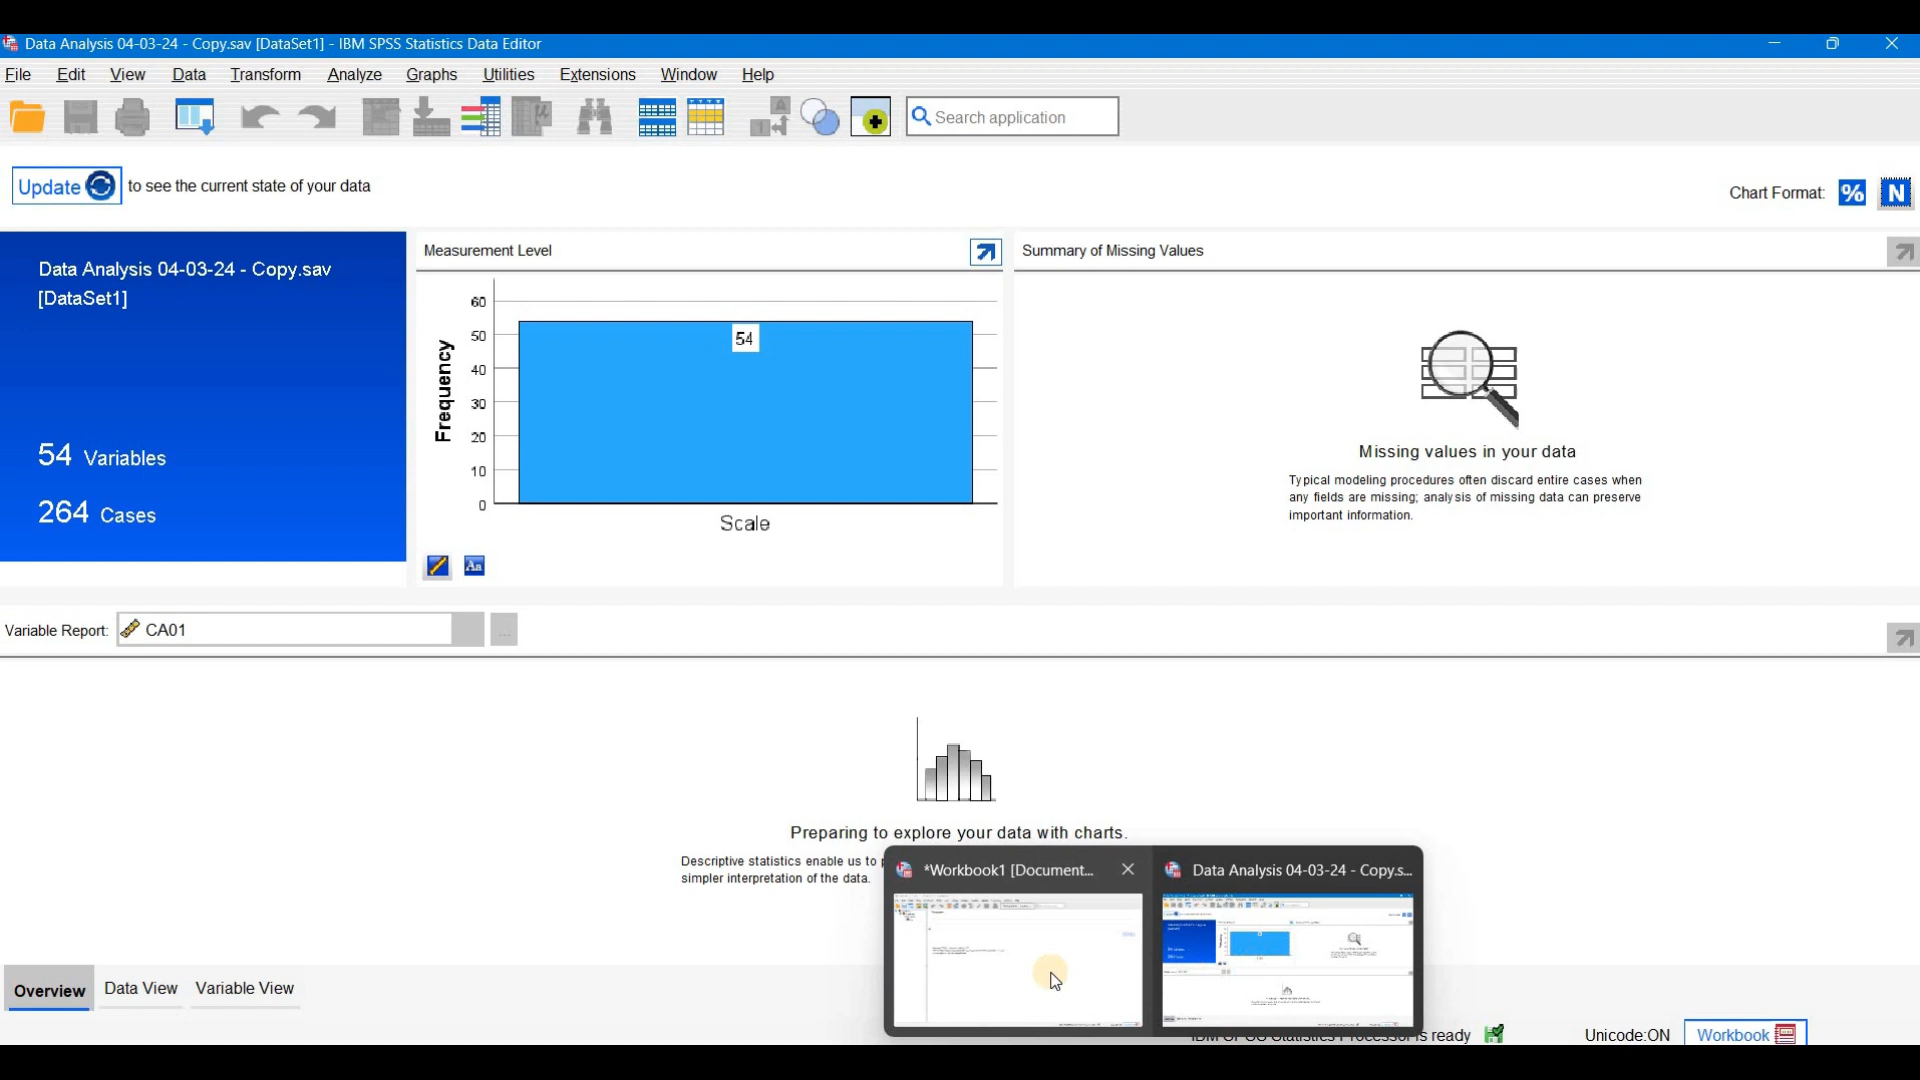 Data Analysis 04-03-24 - Copy.sav [DataSet1] - IBM SPSS Statistics Data Editor
File Edit View Data Transform Analyze Graphs Utilities Extensions Window Help
Search application
Update to see the current state of your data
Chart Format: % N
Data Analysis 04-03-24 - Copy.sav
[DataSet1]
54 Variables
264 Cases
Measurement Level
60
50
40
30
20
10
0
Frequency
54
Scale
Aa
Summary of Missing Values
Missing values in your data
Typical modeling procedures often discard entire cases when
any fields are missing; analysis of missing data can preserve
important information.
Variable Report: CA01 ...
Preparing to explore your data with charts.
Descriptive statistics enable us to
simpler interpretation of the data.
*Workbook1 [Document...
Data Analysis 04-03-24 - Copy.s...
Overview Data View Variable View
is ready
Unicode:ON
Workbook